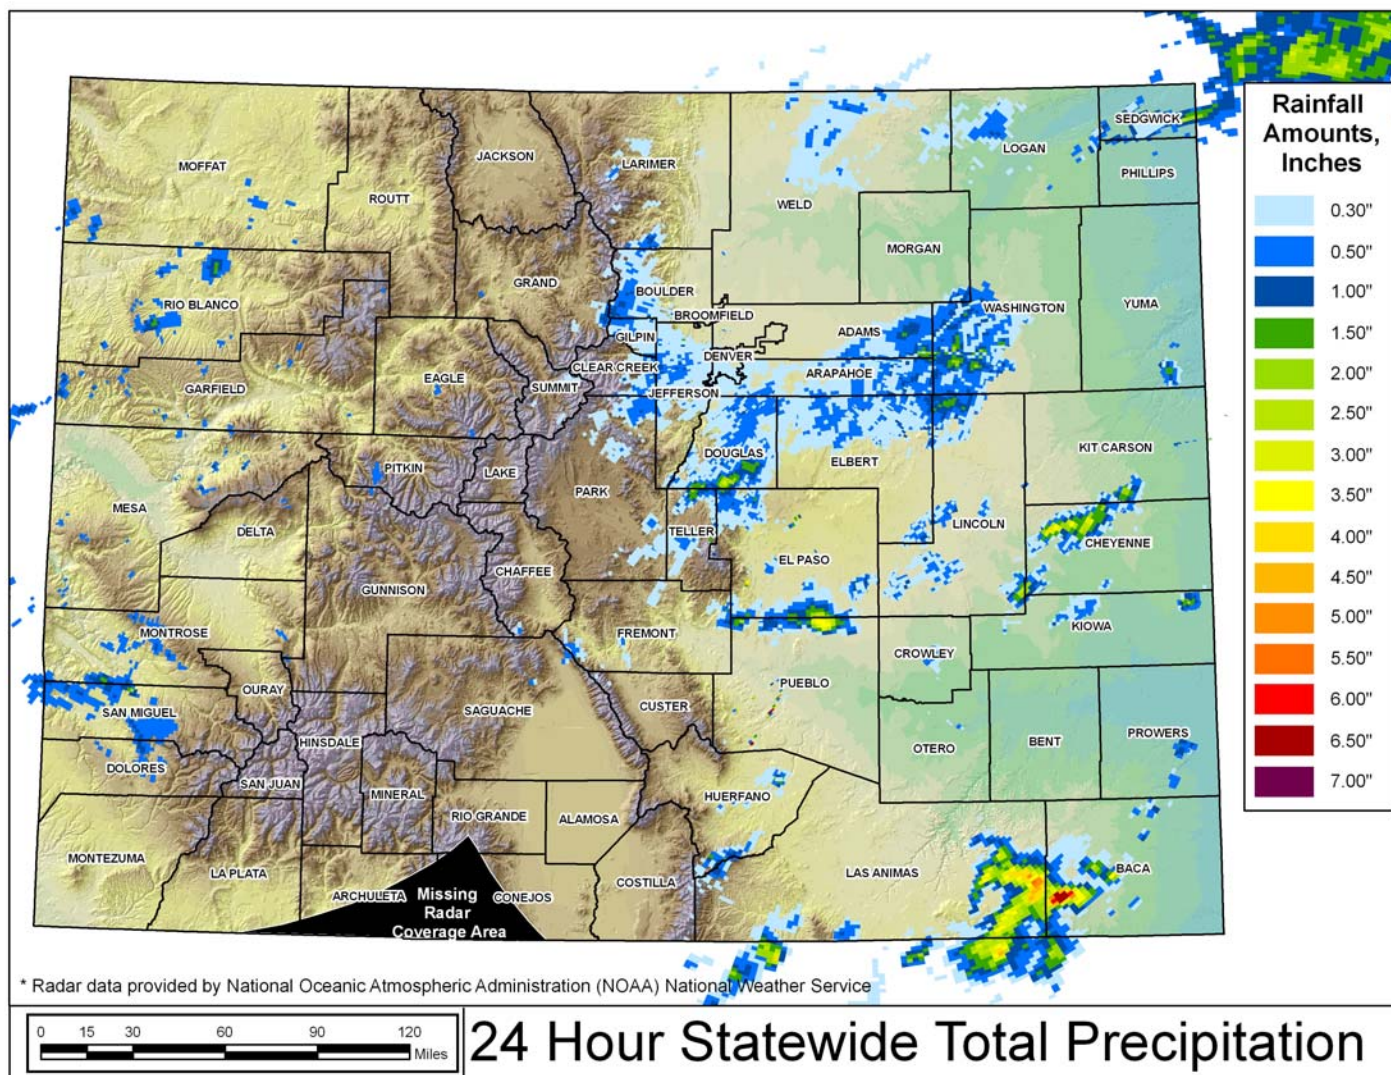 SEDGWICK
LOGAN
JACKSON
LARIMER
MOFFAT
PHILLIPS
ROUTT
WELD
MORGAN
GRAND
BOULDER
RIO BLANCO
YUMA
WASHINGTON
BROOMFIELD
ADAMS
GILPIN
DENVER
CLEAR CREEK
ARAPAHOE
EAGLE
SUMMIT
GARFIELD
JEFFERSON
KIT CARSON
DOUGLAS
ELBERT
PITKIN
LAKE
PARK
MESA
LINCOLN
DELTA
TELLER
CHEYENNE
EL PASO
CHAFFEE
GUNNISON
KIOWA
MONTROSE
FREMONT
CROWLEY
PUEBLO
OURAY
CUSTER
SAN MIGUEL
SAGUACHE
PROWERS
HINSDALE
OTERO
BENT
DOLORES
SAN JUAN
MINERAL
HUERFANO
RIO GRANDE
ALAMOSA
MONTEZUMA
LA PLATA
LAS ANIMAS
BACA
COSTILLA
ARCHULETA
CONEJOS
Missing
Radar
Coverage Area
Rainfall
Amounts,
Inches
0.30"
0.50"
1.00"
1.50"
2.00"
2.50"
3.00"
3.50"
4.00"
4.50"
5.00"
5.50"
6.00"
6.50"
7.00"
* Radar data provided by National Oceanic Atmospheric Administration (NOAA) National Weather Service
0 15 30 60 90 120
Miles
24 Hour Statewide Total Precipitation